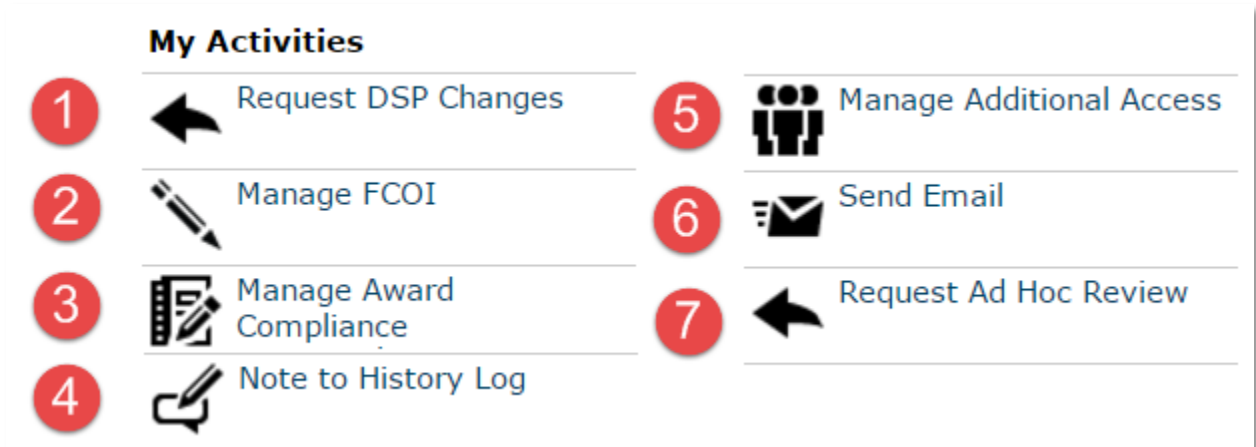 My Activities
1
Request DSP Changes
2
Manage FCOI
3
Manage Award
Compliance
4
Note to History Log
5
Manage Additional Access
6
Send Email
7
Request Ad Hoc Review